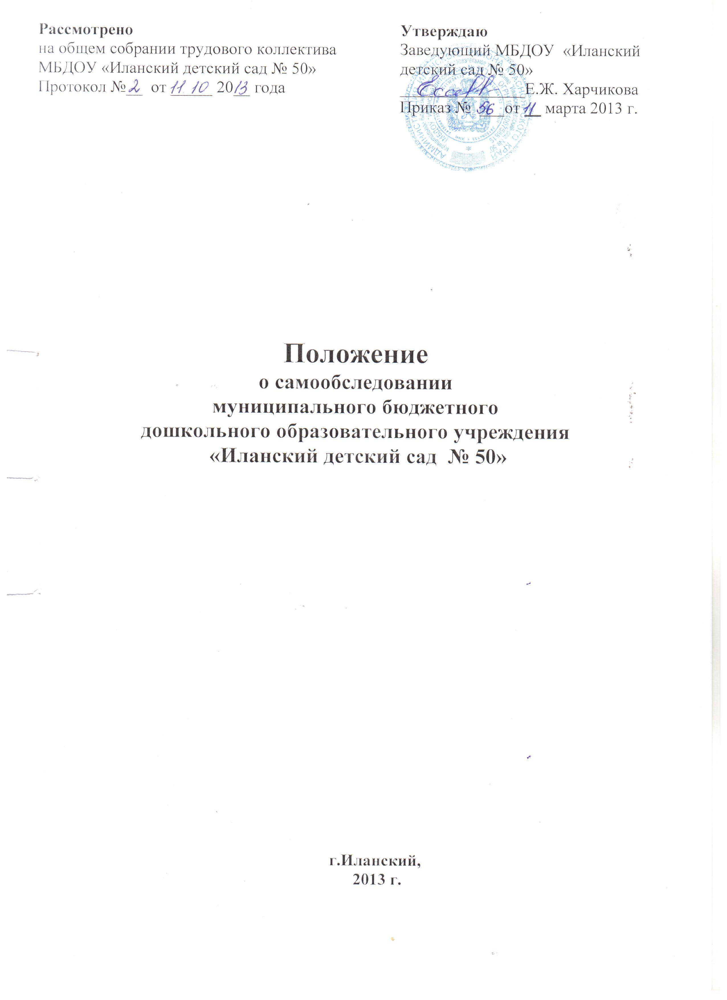 Рассмотрено
на общем собрании трудового коллектива
МБДОУ «Иланский детский сад № 50»
Протокол № 2 от 11 10 2013 года
Утверждаю
Заведующий МБДОУ «Иланский
детский сад № 50»
Е.Ж. Харчикова
Приказ № 56 от 11 марта 2013 г.
Положение
о самообследовании
муниципального бюджетного
дошкольного образовательного учреждения
«Иланский детский сад № 50»
г.Иланский,
2013 г.